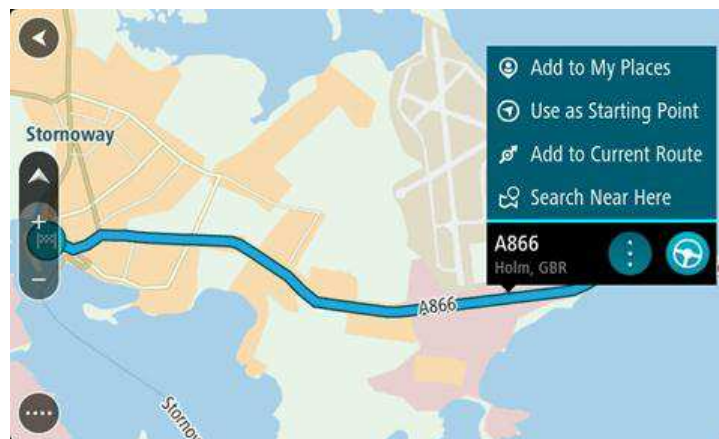 Stornoway
Add to My Places
Use as Starting Point
Add to Current Route
Search Near Here
A866
Holm, GBR
A866
Storno